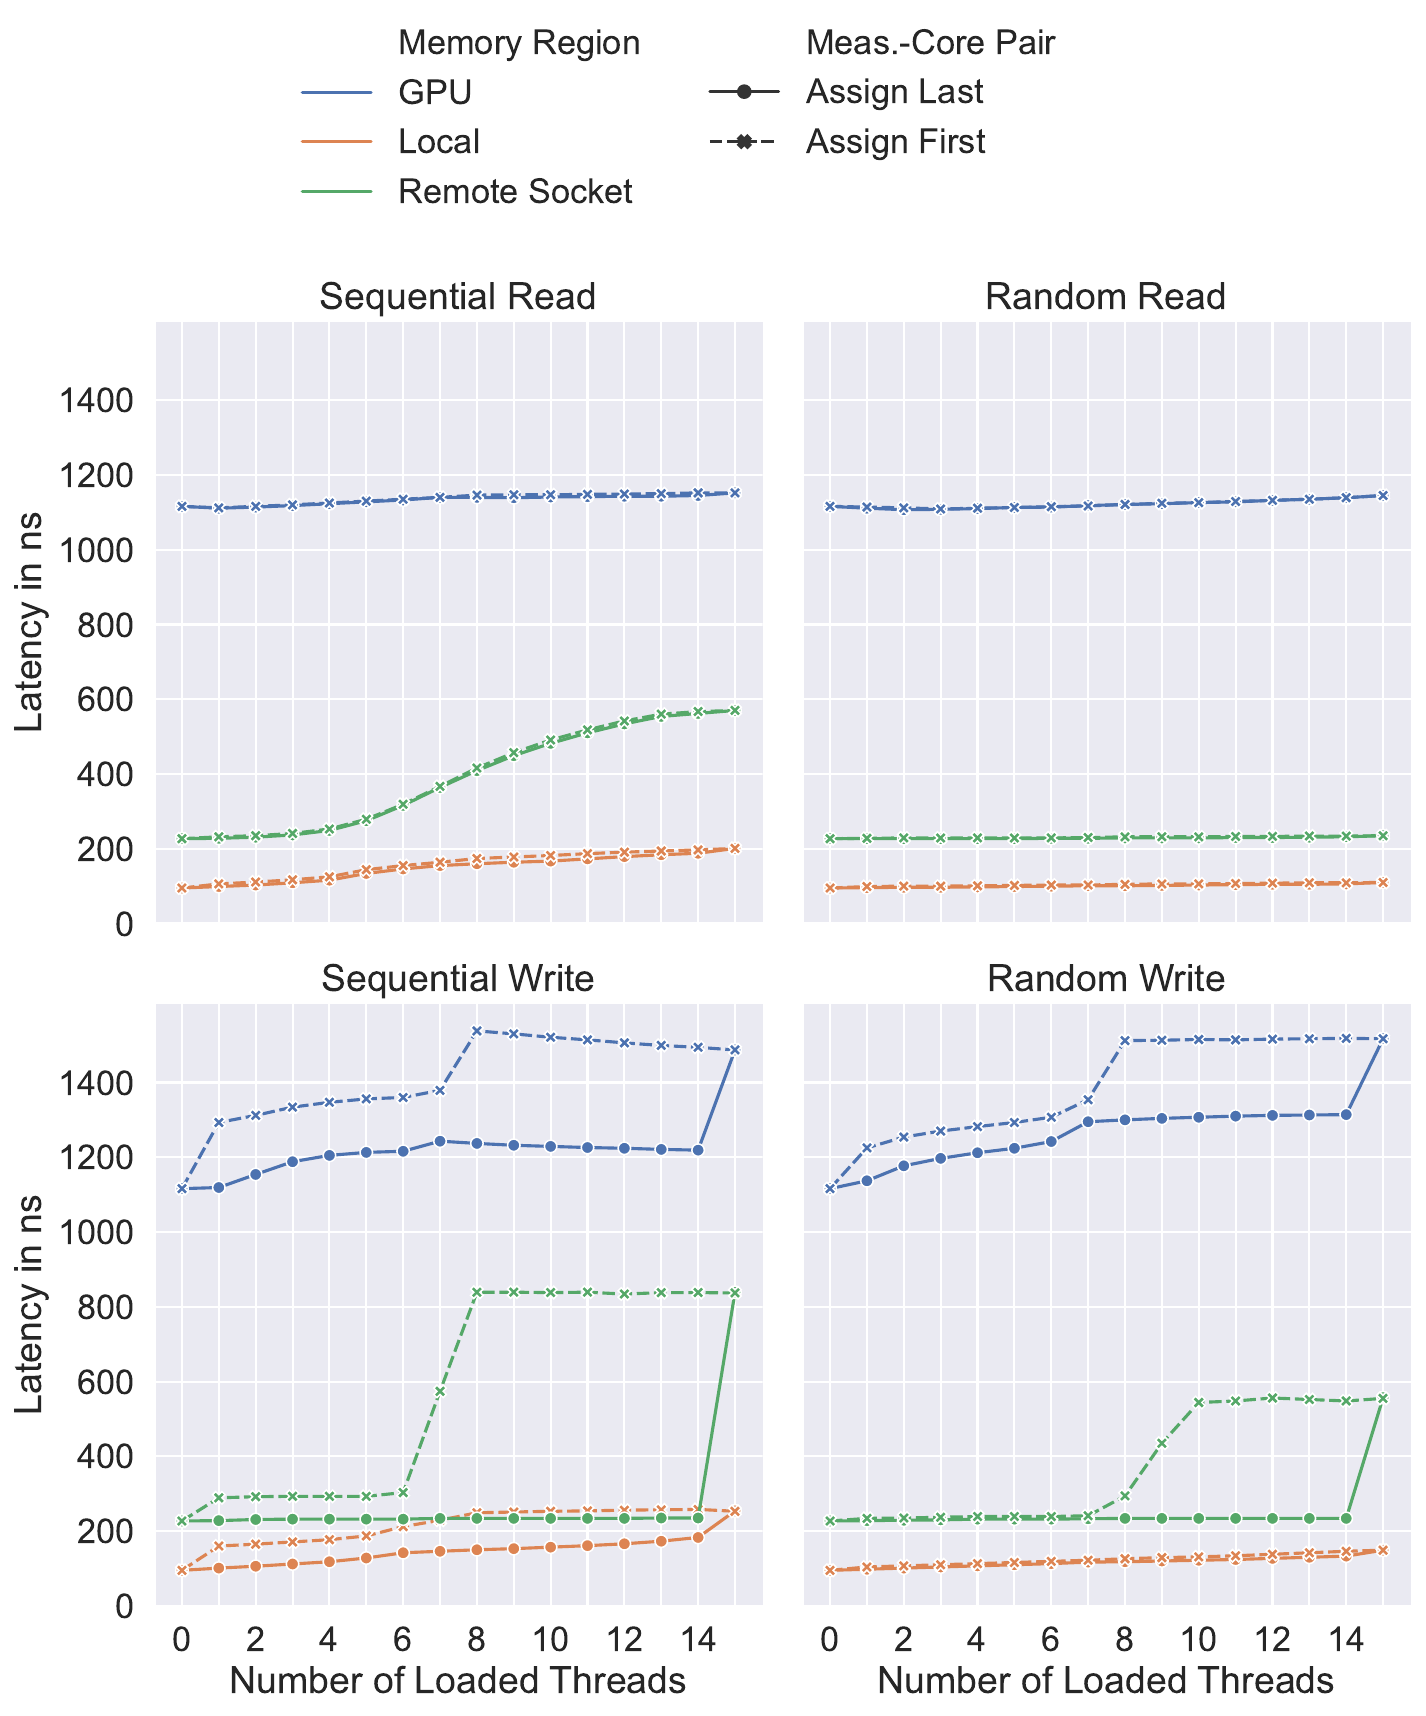 Memory Region
GPU
Local
Remote Socket
Meas.-Core Pair
Assign Last
Assign First
Sequential Read
Random Read
Latency in ns
1400
1200
1000
800
600
400
200
0
Sequential Write
Random Write
Latency in ns
1400
1200
1000
800
600
400
200
0
0 2 4 6 8 10 12 14
0 2 4 6 8 10 12 14
Number of Loaded Threads
Number of Loaded Threads